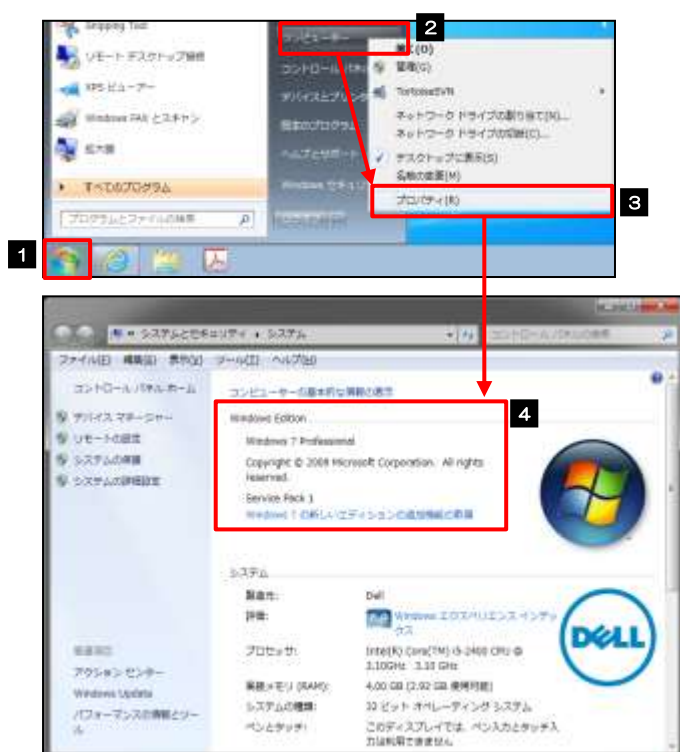 Snipping Tool
リモート デスクトップ接続
XPS ビューアー
Windows FAX とスキャン
拡大鏡
すべてのプログラム
プログラムとファイルの検索
コンピューター
コントロール パネル
デバイスとプリンタ
既定のプログラム
ヘルプとサポート
Windows セキュリ
2
開く(O)
管理(G)
TortoiseSVN
ネットワーク ドライブの割り当て(N)...
ネットワーク ドライブの切断(C)...
デスクトップに表示(S)
名前の変更(M)
プロパティ(R)
3
1
システムとセキュリティ システム
コントロール パネルの検索
ファイル(F) 編集(E) 表示(V) ツール(T) ヘルプ(H)
コントロール パネル ホーム
デバイス マネージャー
リモートの設定
システムの保護
システムの詳細設定
コンピューターの基本的な情報の表示
4
Windows Edition
Windows 7 Professional
Copyright © 2009 Microsoft Corporation. All rights
reserved.
Service Pack 1
Windows 7 の新しいエディションの追加機能の取得
システム
製造元: Dell
評価: Windows エクスペリエンス インデッ
クス
プロセッサ: Intel(R) Core(TM) i5-2400 CPU @
3.10GHz 3.10 GHz
実装メモリ (RAM): 4.00 GB (2.92 GB 使用可能)
システムの種類: 32 ビット オペレーティング システム
ペンとタッチ: このディスプレイでは、ペン入力とタッチ入
力は利用できません
DELL
関連項目
アクション センター
Windows Update
パフォーマンスの情報とツー
ル